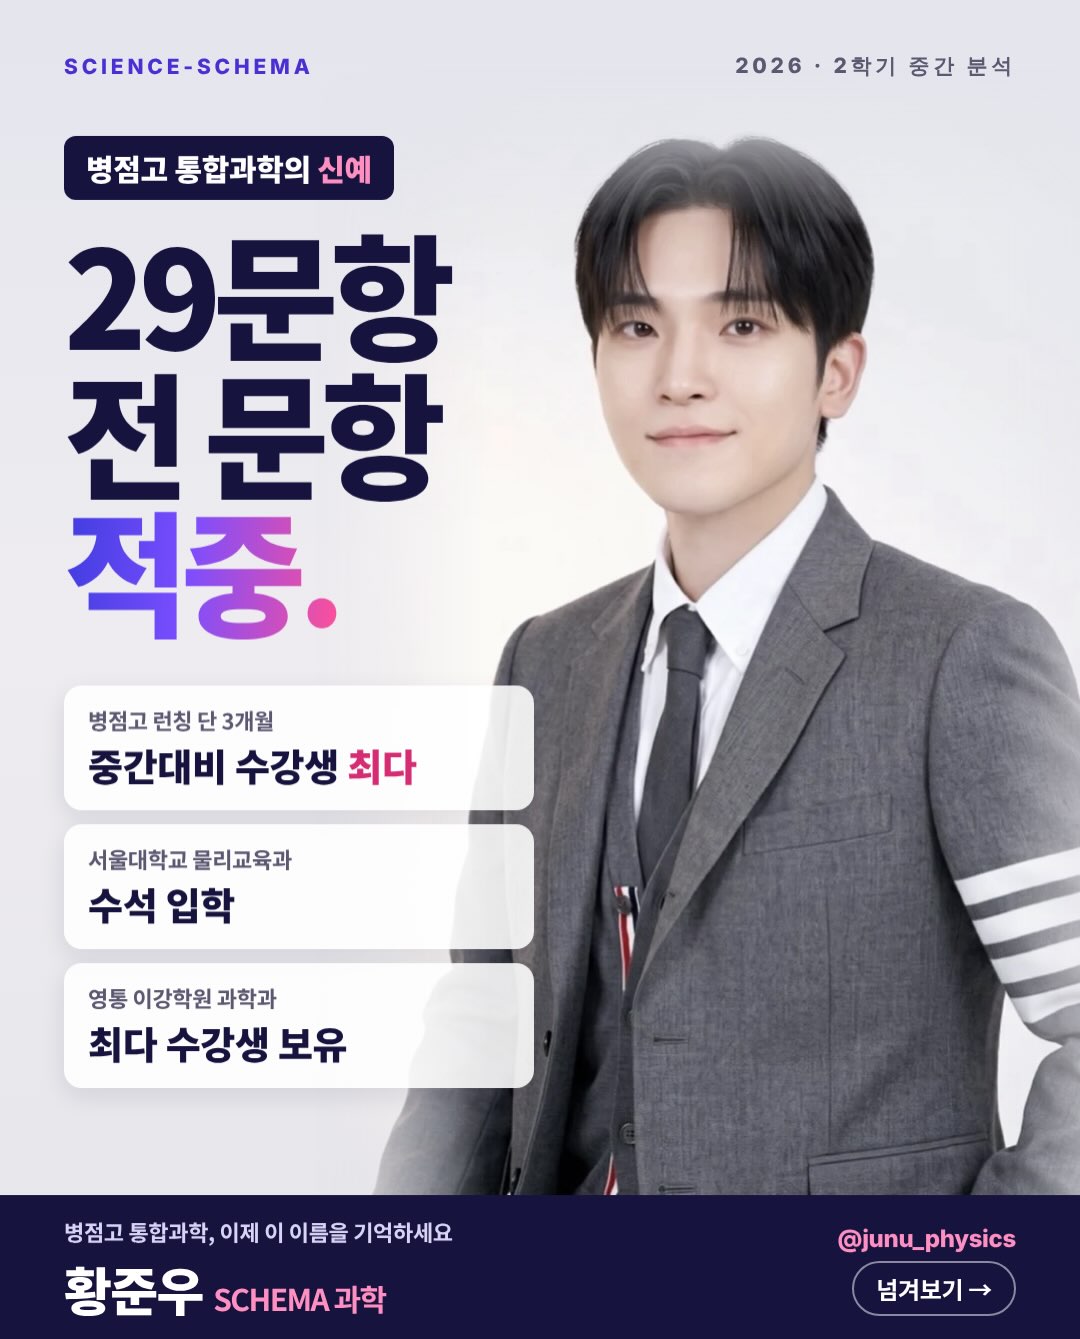 SCIENCE-SCHEMA
2026 · 2학기 중간 분석
병점고 통합과학의 신예
29문항
전 문항
적중.
병점고 런칭 단 3개월
중간대비 수강생 최다
서울대학교 물리교육과
수석 입학
영통 이강학원 과학과
최다 수강생 보유
병점고 통합과학, 이제 이 이름을 기억하세요
황준우 SCHEMA 과학
@junu_physics
넘겨보기 →